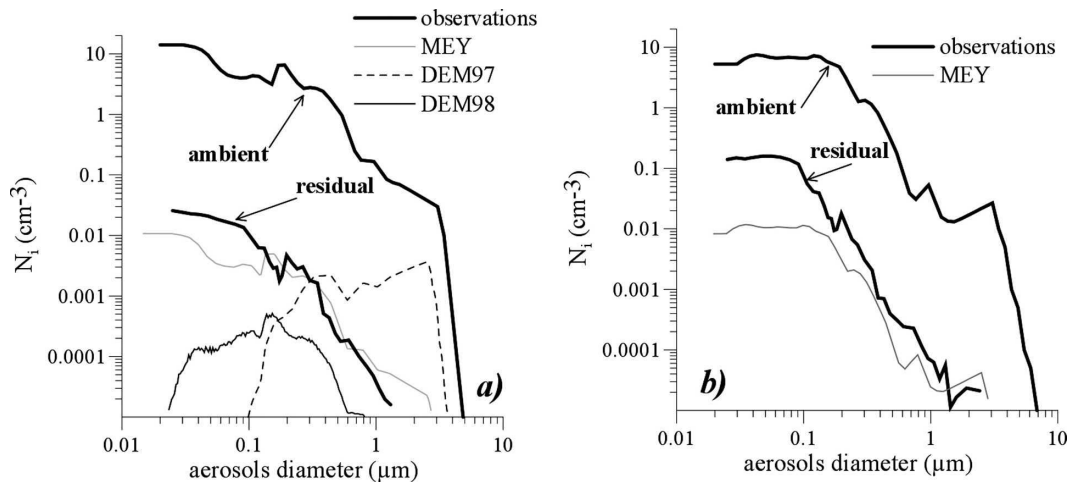 observations
MEY
DEM97
DEM98
ambient
residual
a)
10
1
0.1
0.01
0.001
0.0001
N_i (cm-3)
0.01 0.1 1 10
aerosols diameter (µm)
observations
MEY
ambient
residual
b)
10
1
0.1
0.01
0.001
0.0001
N_i (cm-3)
0.01 0.1 1 10
aerosols diameter (µm)